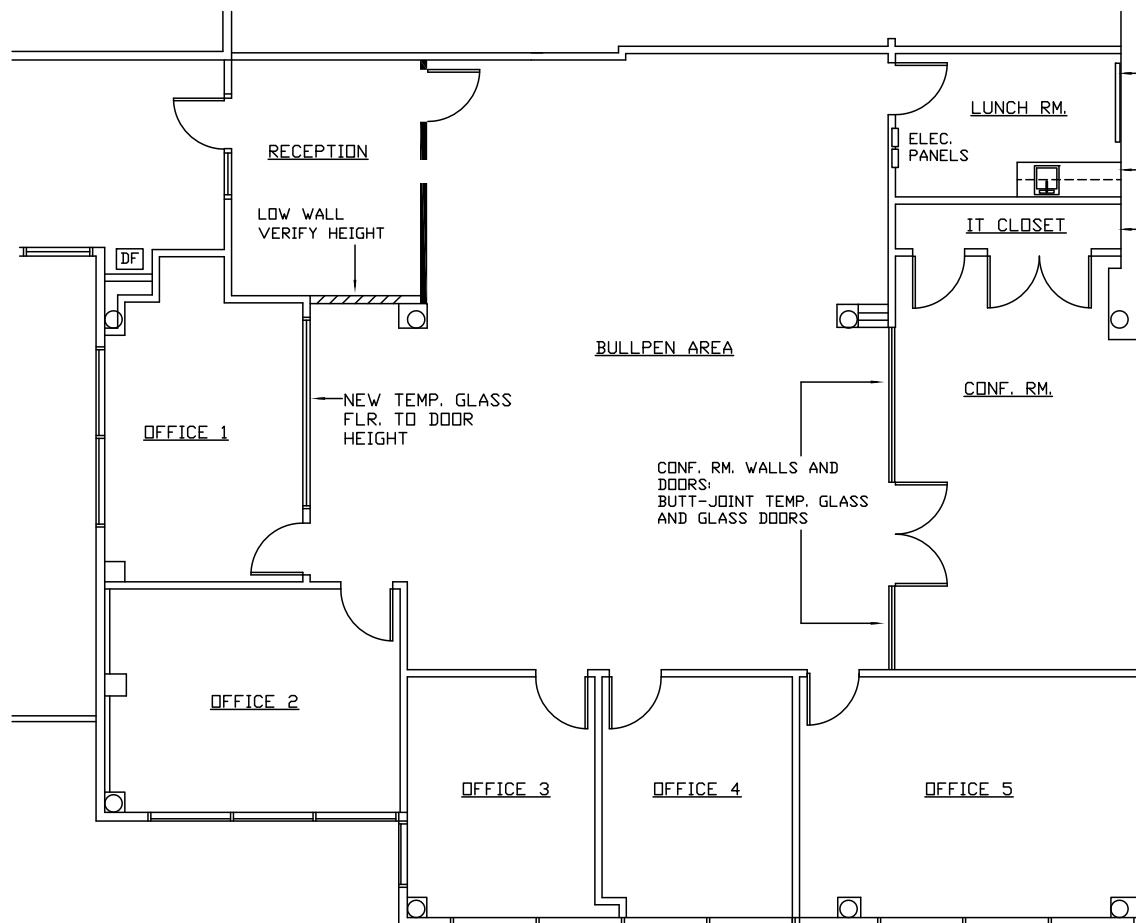 LUNCH RM.
ELEC.
PANELS
RECEPTION
LOW WALL
VERIFY HEIGHT
IT CLOSET
DF
BULLPEN AREA
CONF. RM.
NEW TEMP. GLASS
FLR. TO DOOR
HEIGHT
OFFICE 1
CONF. RM. WALLS AND
DOORS:
BUTT-JOINT TEMP. GLASS
AND GLASS DOORS
OFFICE 2
OFFICE 3
OFFICE 4
OFFICE 5